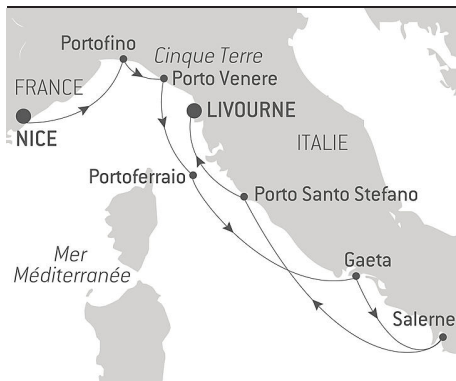 Portofino
Cinque Terre
Porto Venere
FRANCE
LIVOURNE
NICE
ITALIE
Portoferraio
Porto Santo Stefano
Mer
Méditerranée
Gaeta
Salerne